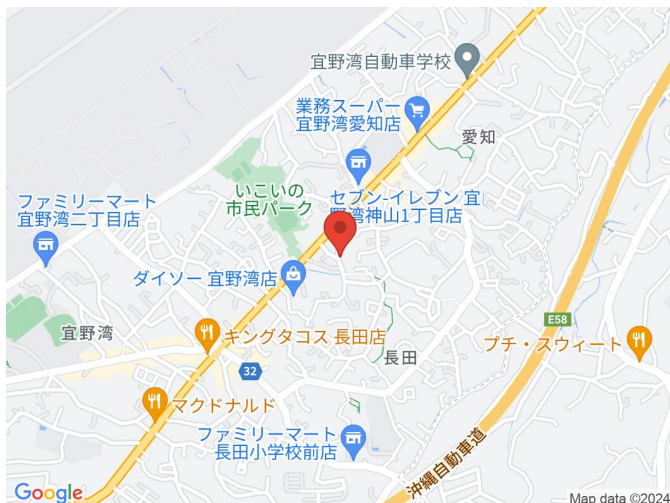 宜野湾自動車学校
業務スーパー
宜野湾愛知店
愛知
いこいの
市民パーク
セブン-イレブン 宜
野湾神山1丁目店
ファミリーマート
宜野湾二丁目店
ダイソー 宜野湾店
宜野湾
キングタコス 長田店
E58
プチ・スウィート
長田
32
マクドナルド
ファミリーマート
長田小学校前店
沖縄自動車道
Google
Map data ©2024